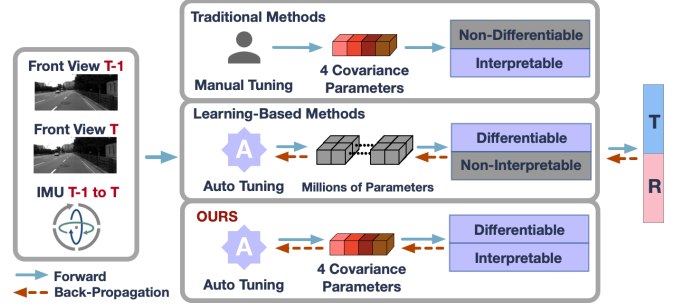 Front View T-1
Front View T
IMU T-1 to T
Forward
Back-Propagation
Traditional Methods
Manual Tuning
4 Covariance
Parameters
Non-Differentiable
Interpretable
Learning-Based Methods
A
Auto Tuning
Millions of Parameters
Differentiable
Non-Interpretable
OURS
A
Auto Tuning
4 Covariance
Parameters
Differentiable
Interpretable
T
R